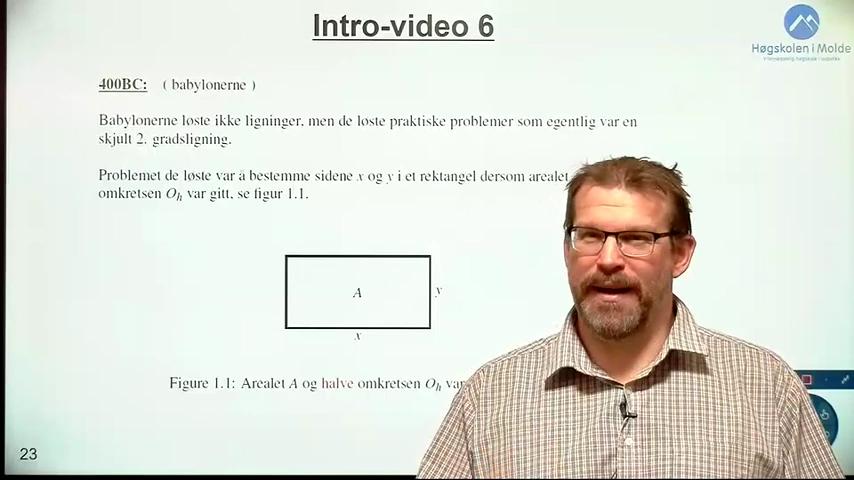 Intro-video 6
Høgskolen i Molde
400BC: ( babylonerne )
Babylonerne løste ikke ligninger, men de løste praktiske problemer som egentlig var en
skjult 2. gradsligning.
Problemet de løste var å bestemme sidene x og y i et rektangel dersom arealet
omkretsen Oh var gitt, se figur 1.1.
A
y
x
Figure 1.1: Arealet A og halve omkretsen Oh var
23